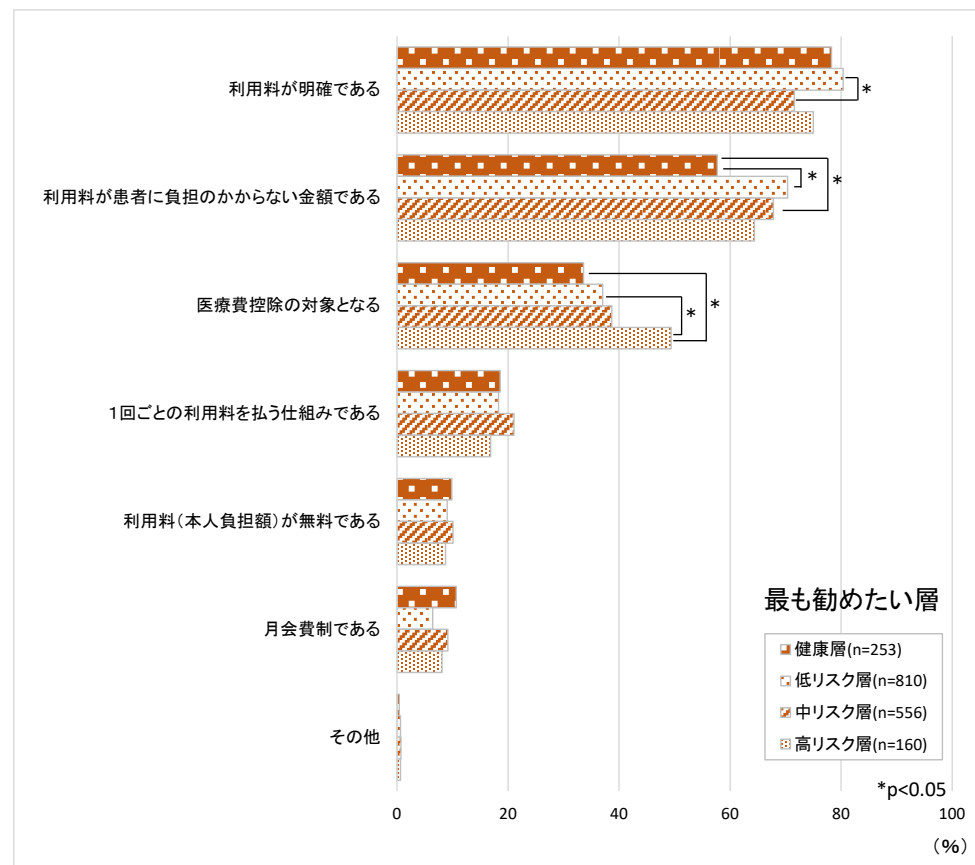 利用料が明確である
*
利用料が患者に負担のかからない金額である
*
*
医療費控除の対象となる
*
*
1回ごとの利用料を払う仕組みである
利用料(本人負担額)が無料である
月会費制である
その他
最も勧めたい層
健康層(n=253)
低リスク層(n=810)
中リスク層(n=556)
高リスク層(n=160)
*p<0.05
0 20 40 60 80 100
(%)